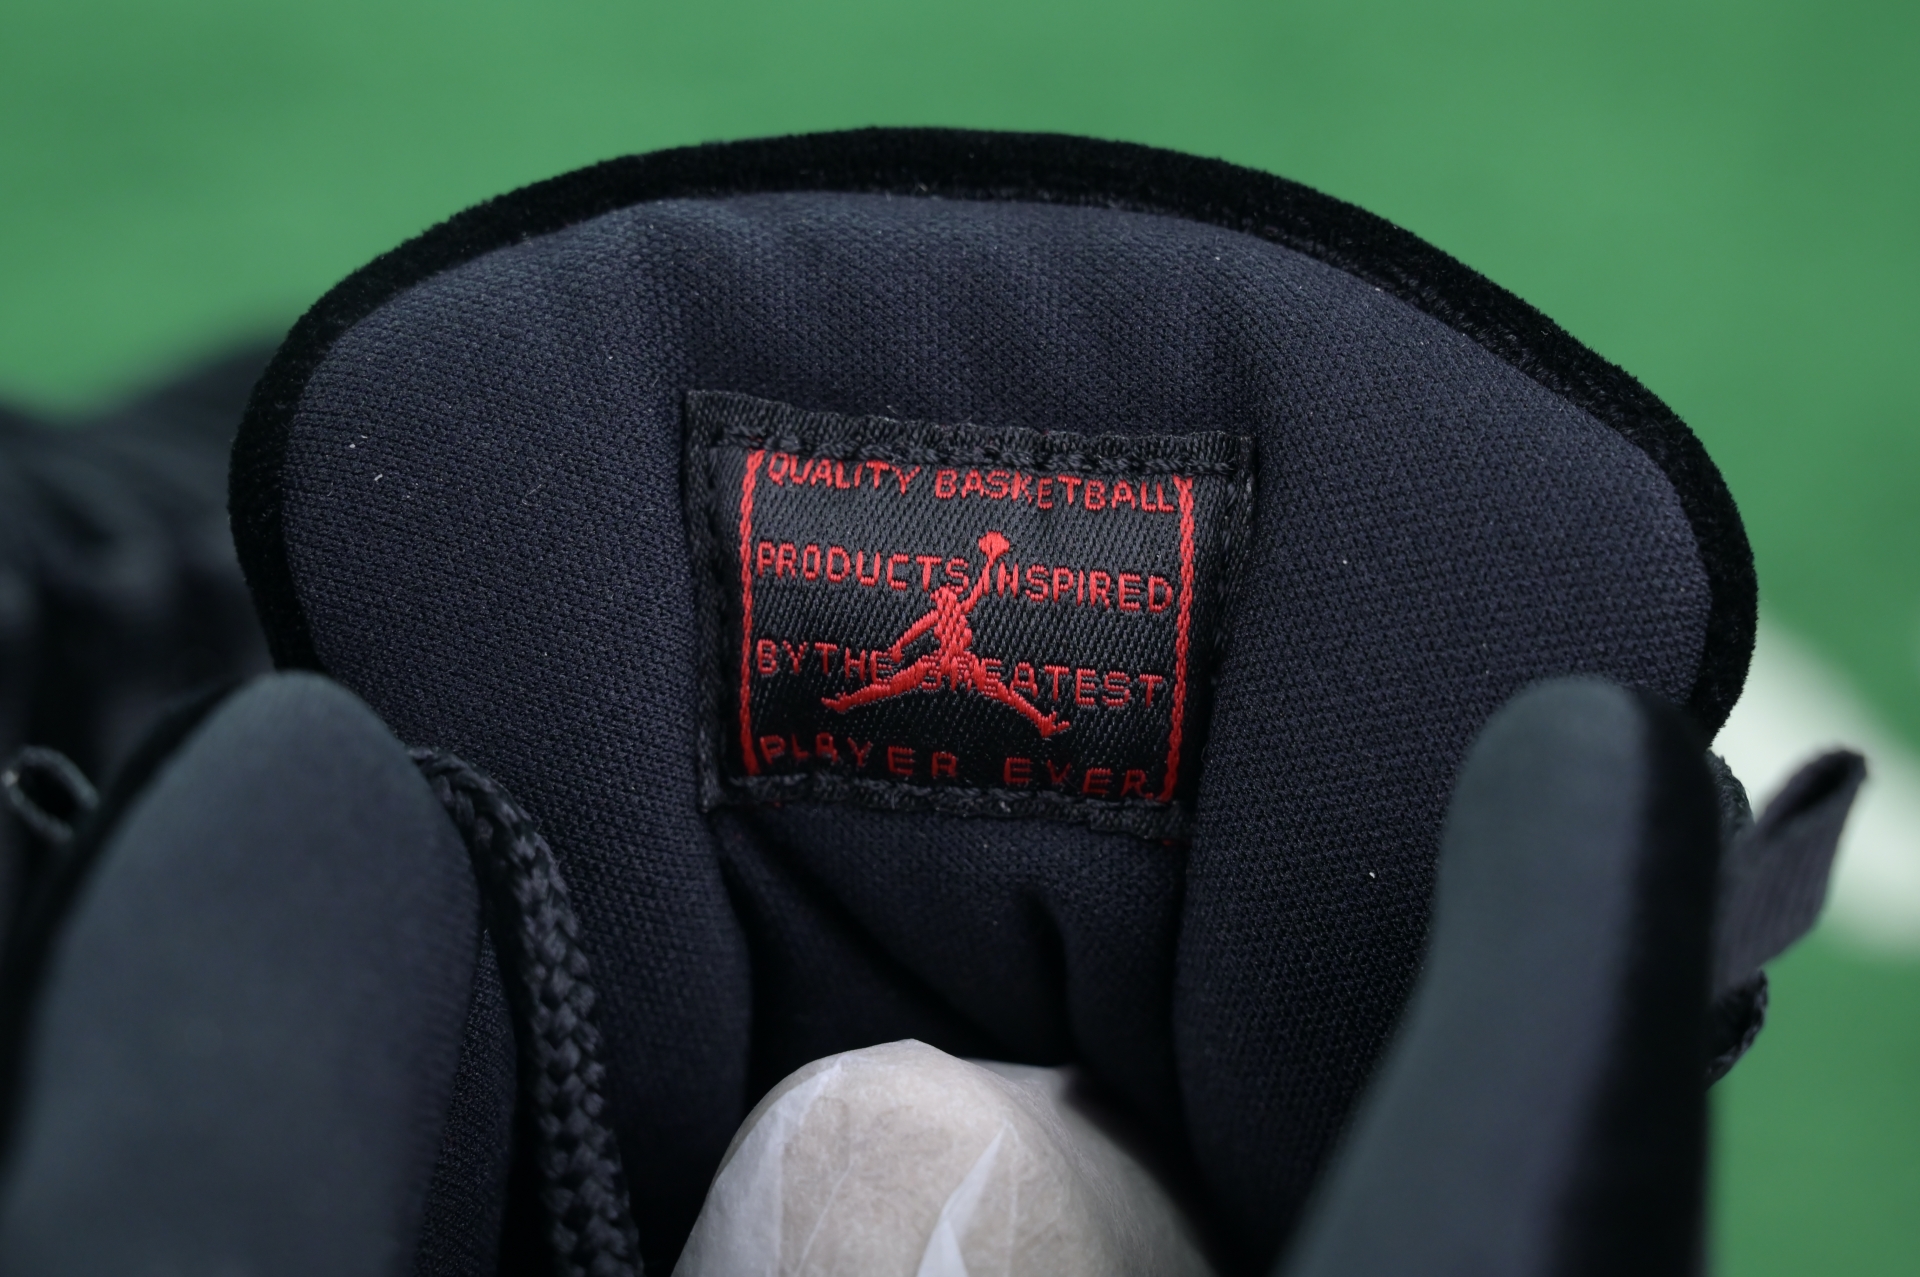 QUALITY BASKETBALL
PRODUCTS INSPIRED
BY THE GREATEST
PLAYER EVER.